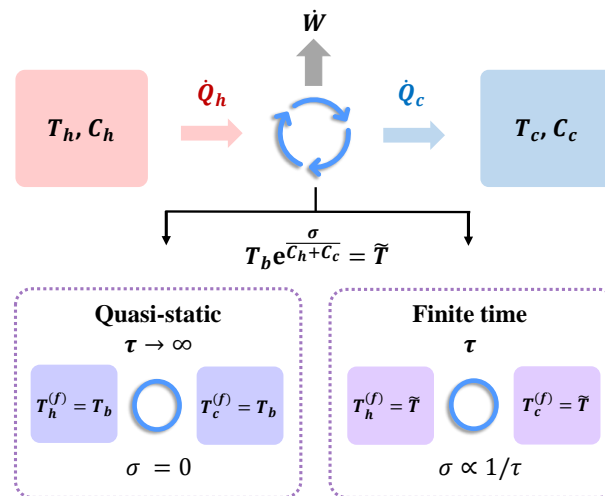 Ẇ
Q̇_h
Q̇_c
T_h, C_h
T_c, C_c
T_b e^{σ/(C_h+C_c)} = T̃
Quasi-static
Finite time
τ → ∞
τ
T_h^{(f)} = T_b
T_c^{(f)} = T_b
T_h^{(f)} = T̃
T_c^{(f)} = T̃
σ = 0
σ ∝ 1/τ